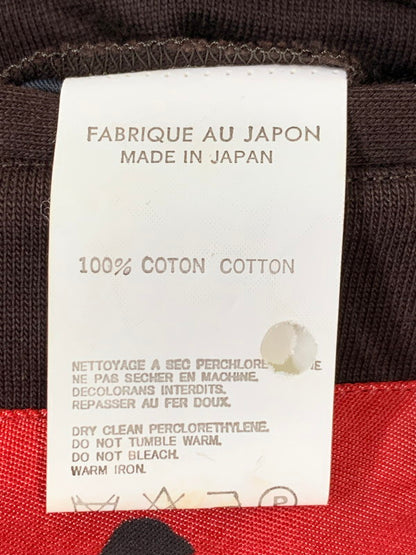 FABRIQUE AU JAPON
MADE IN JAPAN
100% COTON COTTON
NETTOYAGE A SEC
NE PAS SECHER EN MACHINE.
DECOLORANS INTERDITS.
REPASSER AU FER DOUX.
DRY CLEAN PERCLORETHYLENE.
DO NOT TUMBLE WARM.
DO NOT BLEACH.
WARM IRON.
P